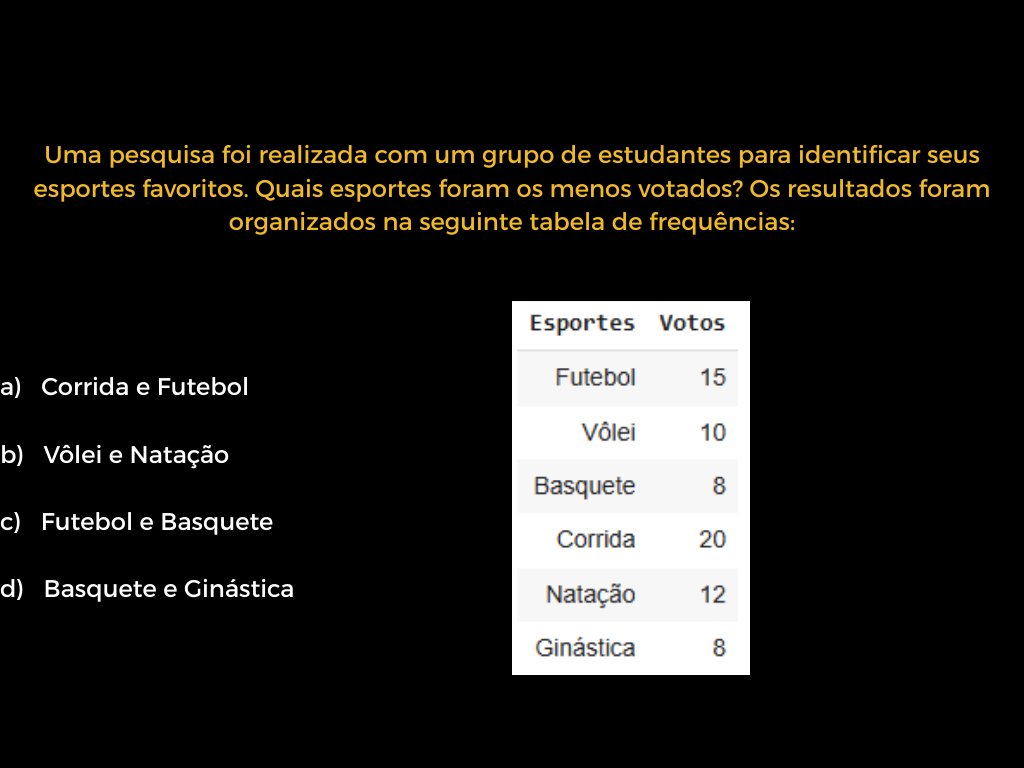 Uma pesquisa foi realizada com um grupo de estudantes para identificar seus
esportes favoritos. Quais esportes foram os menos votados? Os resultados foram
organizados na seguinte tabela de frequências:
a) Corrida e Futebol
b) Vôlei e Natação
c) Futebol e Basquete
d) Basquete e Ginástica
Esportes Votos
Futebol 15
Vôlei 10
Basquete 8
Corrida 20
Natação 12
Ginástica 8